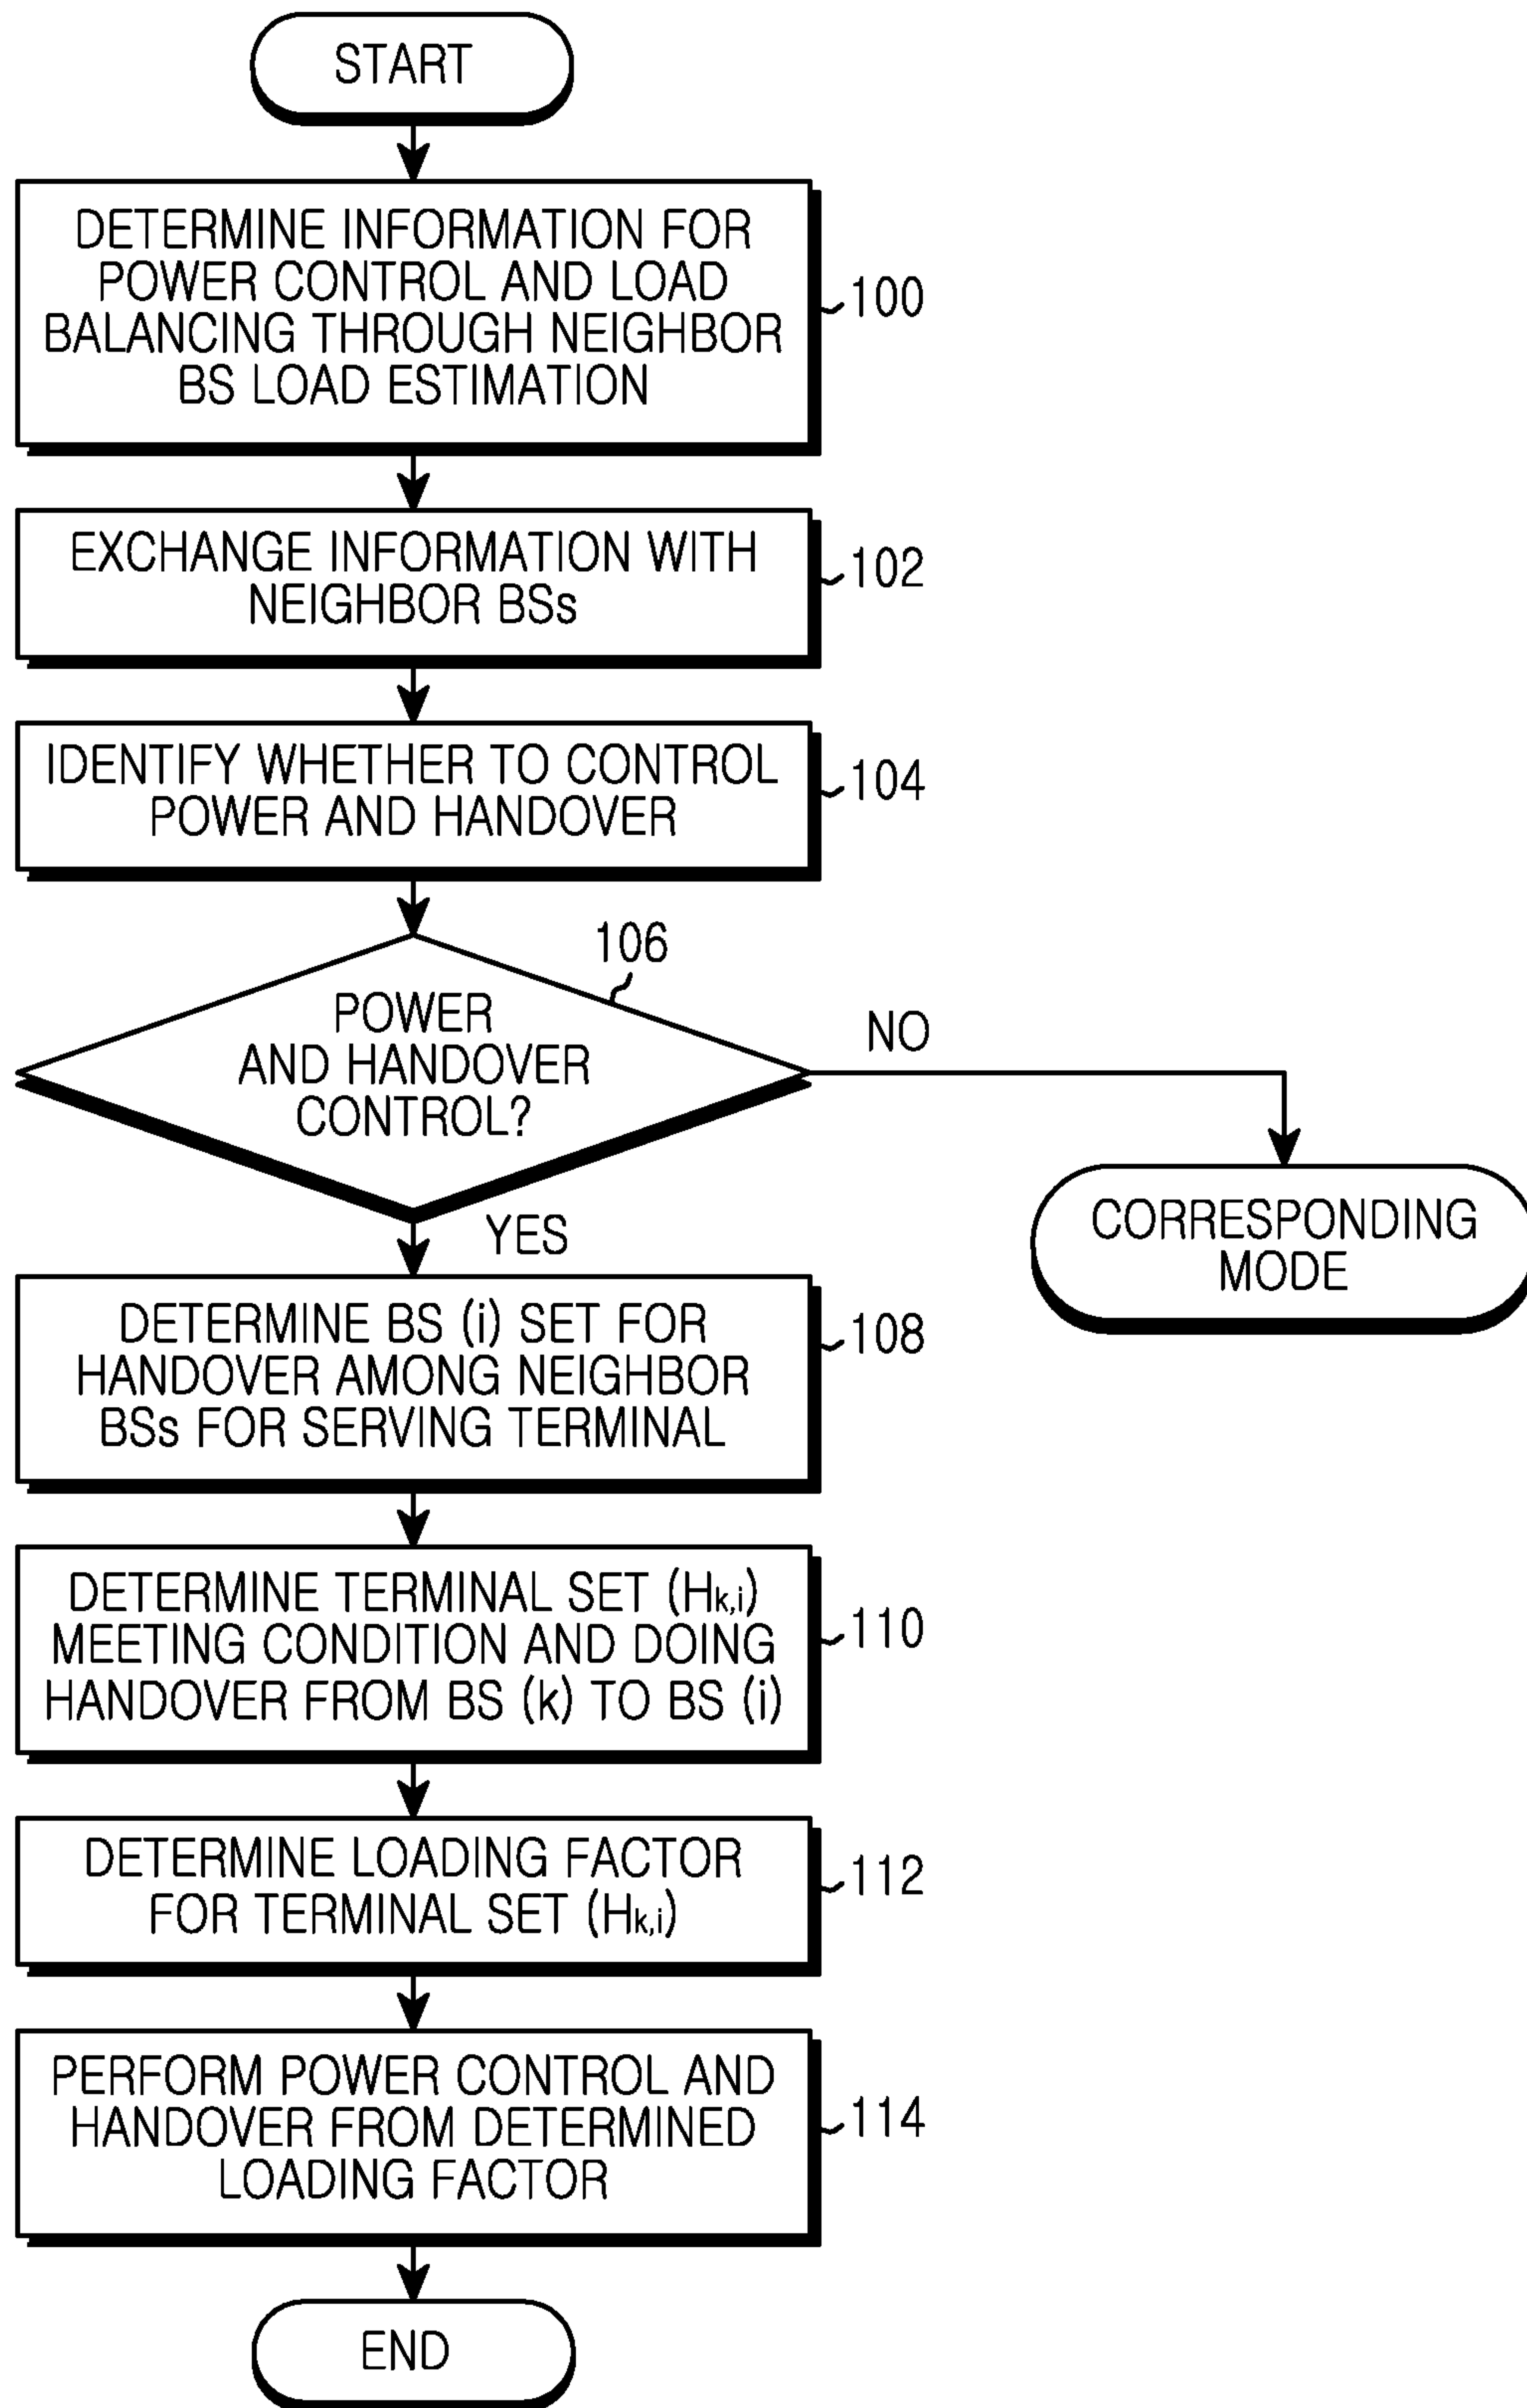 START
DETERMINE INFORMATION FOR
POWER CONTROL AND LOAD
BALANCING THROUGH NEIGHBOR
BS LOAD ESTIMATION
100
EXCHANGE INFORMATION WITH
NEIGHBOR BSs
102
IDENTIFY WHETHER TO CONTROL
POWER AND HANDOVER
104
106
POWER
AND HANDOVER
CONTROL?
NO
YES
CORRESPONDING
MODE
DETERMINE BS (i) SET FOR
HANDOVER AMONG NEIGHBOR
BSs FOR SERVING TERMINAL
108
DETERMINE TERMINAL SET (Hk,i)
MEETING CONDITION AND DOING
HANDOVER FROM BS (k) TO BS (i)
110
DETERMINE LOADING FACTOR
FOR TERMINAL SET (Hk,i)
112
PERFORM POWER CONTROL AND
HANDOVER FROM DETERMINED
LOADING FACTOR
114
END